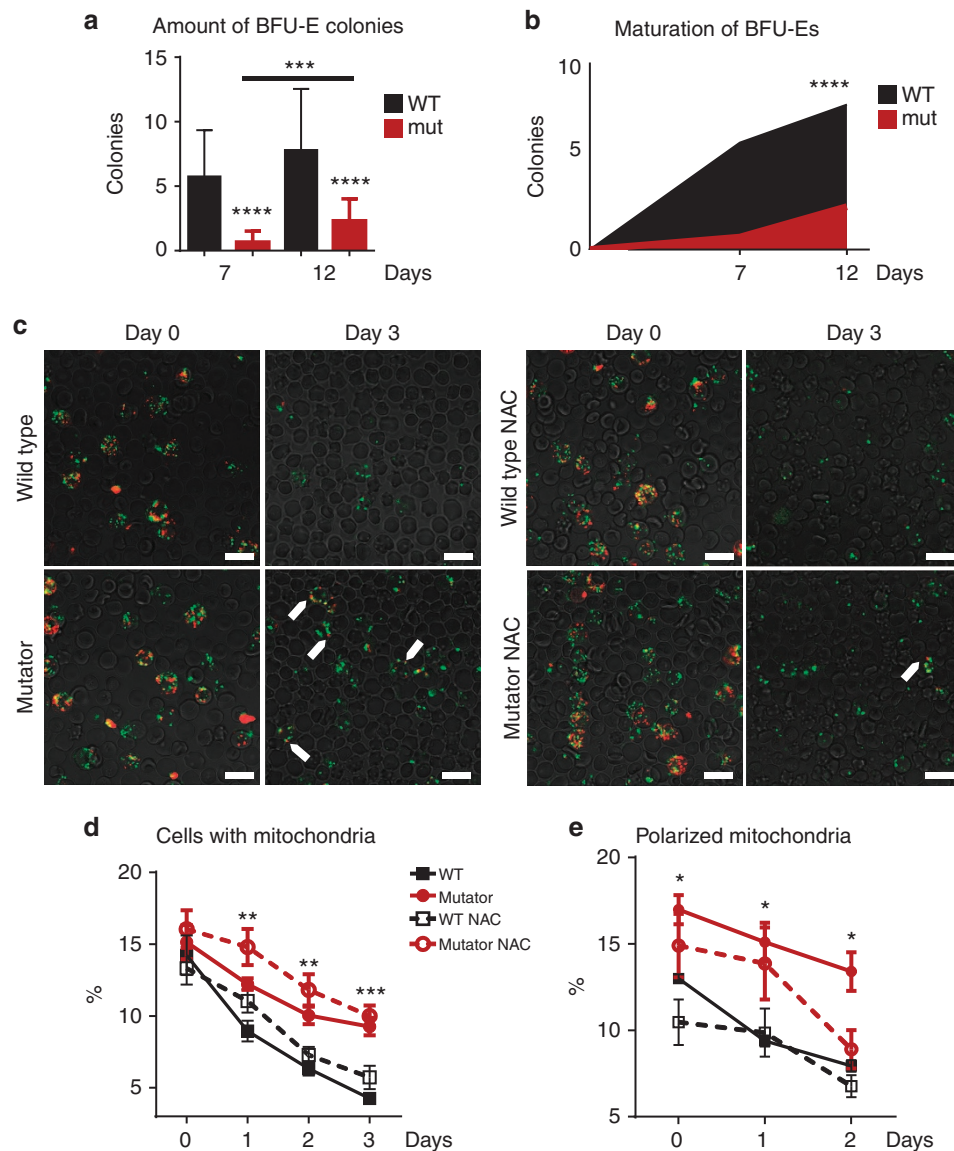 a
Amount of BFU-E colonies
15
10
5
0
Colonies
***
****
****
WT
mut
7
12
Days
b
Maturation of BFU-Es
10
5
0
Colonies
****
WT
mut
7
12
Days
c
Day 0
Day 3
Day 0
Day 3
Wild type
Wild type NAC
Mutator
Mutator NAC
d
Cells with mitochondria
20
15
10
5
%
**
**
***
0
1
2
3
Days
WT
Mutator
WT NAC
Mutator NAC
e
Polarized mitochondria
20
15
10
5
%
*
*
*
0
1
2
Days